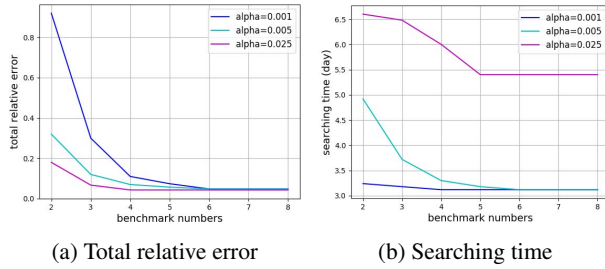 alpha=0.001
alpha=0.005
alpha=0.025
total relative error
0.8
0.6
0.4
0.2
0.0
2 3 4 5 6 7 8
benchmark numbers
(a) Total relative error
alpha=0.001
alpha=0.005
alpha=0.025
searching time (day)
6.5
6.0
5.5
5.0
4.5
4.0
3.5
3.0
2 3 4 5 6 7 8
benchmark numbers
(b) Searching time